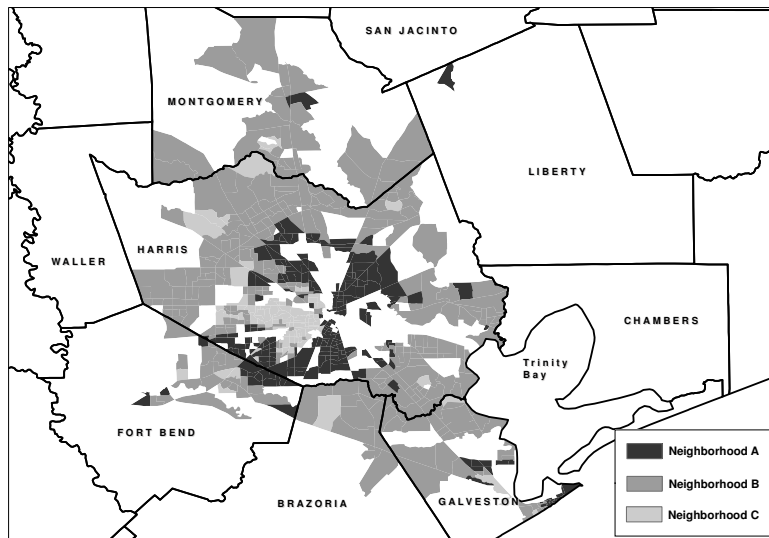 SAN JACINTO
MONTGOMERY
LIBERTY
HARRIS
WALLER
CHAMBERS
Trinity
Bay
FORT BEND
BRAZORIA
GALVESTON
Neighborhood A
Neighborhood B
Neighborhood C